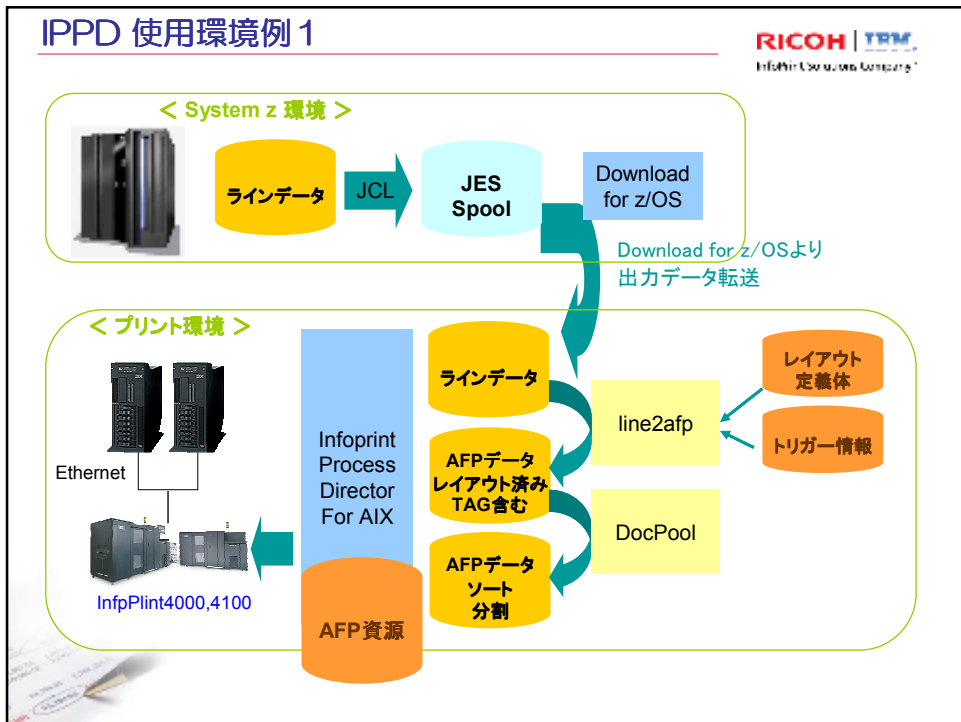 IPPD 使用環境例１
RICOH | IBM
InfoPrint Solutions Company
＜ System z 環境 ＞
ラインデータ
JCL
JES
Spool
Download
for z/OS
Download for z/OSより
出力データ転送
＜ プリント環境 ＞
Ethernet
InfpPlint4000,4100
Infoprint
Process
Director
For AIX
AFP資源
ラインデータ
AFPデータ
レイアウト済み
TAG含む
AFPデータ
ソート
分割
line2afp
DocPool
レイアウト
定義体
トリガー情報